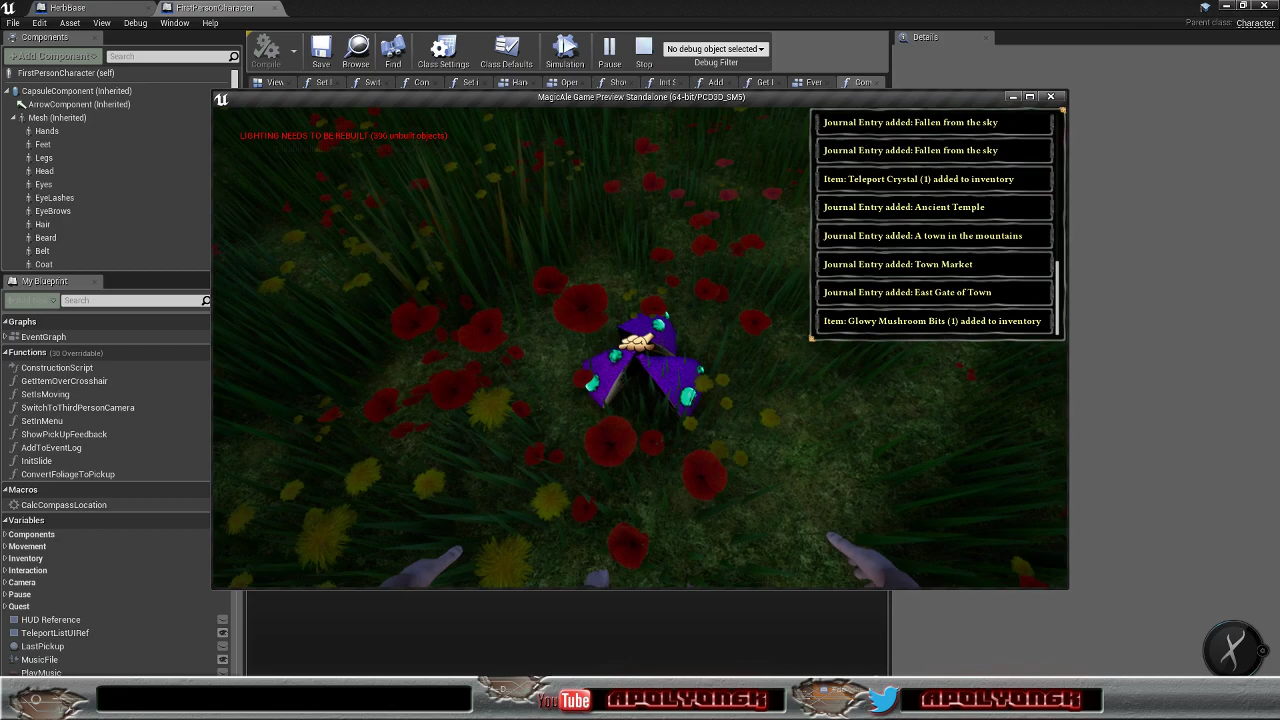 HerbBase
FirstPersonCharacter
File Edit Asset View Debug Window Help
Parent class: Character
Components
Details
Add Component
Search
Compile
Save
Browse
Find
Class Settings
Class Defaults
Simulation
Pause
Stop
No debug object selected
Debug Filter
FirstPersonCharacter (self)
CapsuleComponent (Inherited)
ArrowComponent (Inherited)
Mesh (Inherited)
Hands
Feet
Legs
Head
Eyes
EyeLashes
EyeBrows
Hair
Beard
Belt
Coat
MagicAle Game Preview Standalone (64-bit/PCD3D_SM5)
LIGHTING NEEDS TO BE REBUILT (390 unbuilt objects)
Journal Entry added: Fallen from the sky
Journal Entry added: Fallen from the sky
Item: Teleport Crystal (1) added to inventory
Journal Entry added: Ancient Temple
Journal Entry added: A town in the mountains
Journal Entry added: Town Market
Journal Entry added: East Gate of Town
Item: Glowy Mushroom Bits (1) added to inventory
My Blueprint
Search
Graphs
EventGraph
Functions (30 Overridable)
ConstructionScript
GetItemOverCrosshair
SetIsMoving
SwitchToThirdPersonCamera
SetInMenu
ShowPickUpFeedback
AddToEventLog
InitSlide
ConvertFoliageToPickup
Macros
CalcCompassLocation
Variables
Components
Movement
Inventory
Interaction
Camera
Pause
Quest
HUD Reference
TeleportListUIRef
LastPickup
MusicFile
PlayMusic
YouTube
APOLYON6K
APOLYON6K